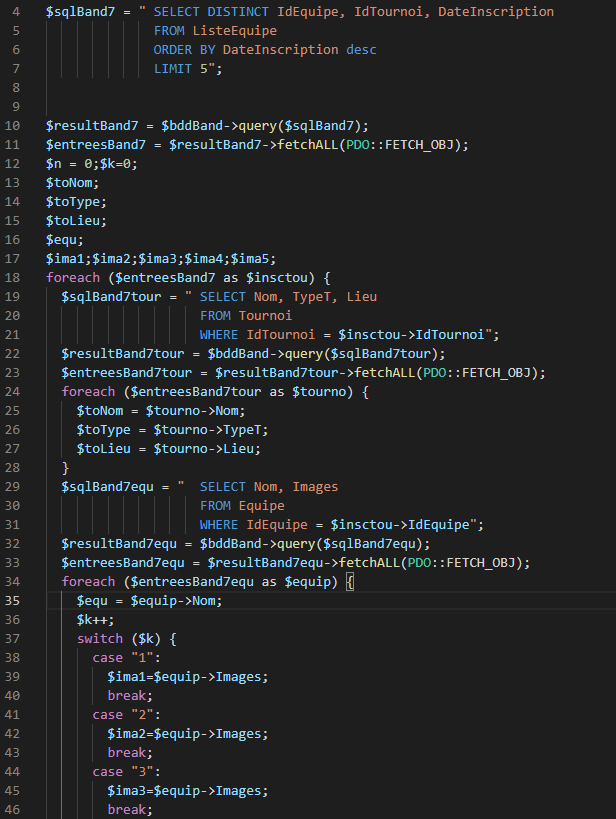 4 $sqlBand7 = " SELECT DISTINCT IdEquipe, IdTournoi, DateInscription
5 FROM ListeEquipe
6 ORDER BY DateInscription desc
7 LIMIT 5";
8
9
10 $resultBand7 = $bddBand->query($sqlBand7);
11 $entreesBand7 = $resultBand7->fetchALL(PDO::FETCH_OBJ);
12 $n = 0;$k=0;
13 $toNom;
14 $toType;
15 $toLieu;
16 $equ;
17 $ima1;$ima2;$ima3;$ima4;$ima5;
18 foreach ($entreesBand7 as $insctou) {
19 $sqlBand7tour = " SELECT Nom, TypeT, Lieu
20 FROM Tournoi
21 WHERE IdTournoi = $insctou->IdTournoi";
22 $resultBand7tour = $bddBand->query($sqlBand7tour);
23 $entreesBand7tour = $resultBand7tour->fetchALL(PDO::FETCH_OBJ);
24 foreach ($entreesBand7tour as $tourno) {
25 $toNom = $tourno->Nom;
26 $toType = $tourno->TypeT;
27 $toLieu = $tourno->Lieu;
28 }
29 $sqlBand7equ = "  SELECT Nom, Images
30 FROM Equipe
31 WHERE IdEquipe = $insctou->IdEquipe";
32 $resultBand7equ = $bddBand->query($sqlBand7equ);
33 $entreesBand7equ = $resultBand7equ->fetchALL(PDO::FETCH_OBJ);
34 foreach ($entreesBand7equ as $equip) {
35 $equ = $equip->Nom;
36 $k++;
37 switch ($k) {
38 case "1":
39 $ima1=$equip->Images;
40 break;
41 case "2":
42 $ima2=$equip->Images;
43 break;
44 case "3":
45 $ima3=$equip->Images;
46 break;